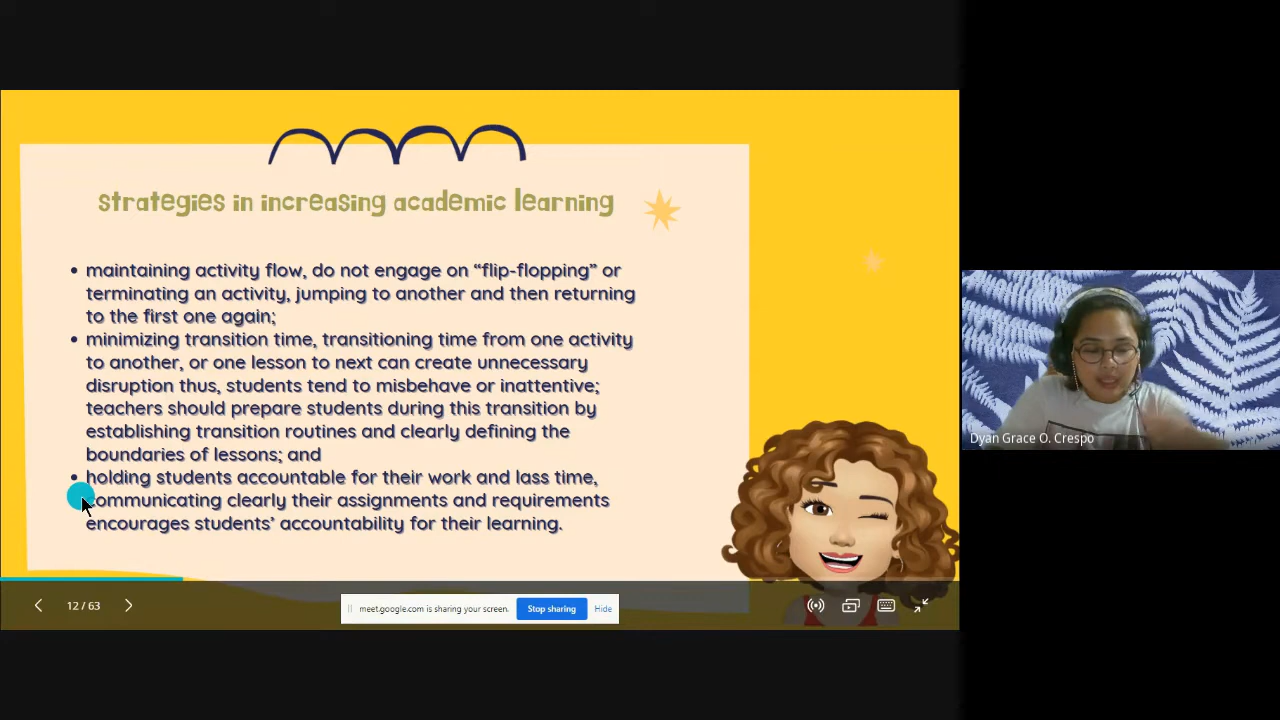 strategies in increasing academic learning
• maintaining activity flow, do not engage on “flip-flopping” or
terminating an activity, jumping to another and then returning
to the first one again;
• minimizing transition time, transitioning time from one activity
to another, or one lesson to next can create unnecessary
disruption thus, students tend to misbehave or inattentive;
teachers should prepare students during this transition by
establishing transition routines and clearly defining the
boundaries of lessons; and
• holding students accountable for their work and lass time,
communicating clearly their assignments and requirements
encourages students’ accountability for their learning.
12 / 63
meet.google.com is sharing your screen.
Stop sharing
Hide
Dyan Grace O. Crespo